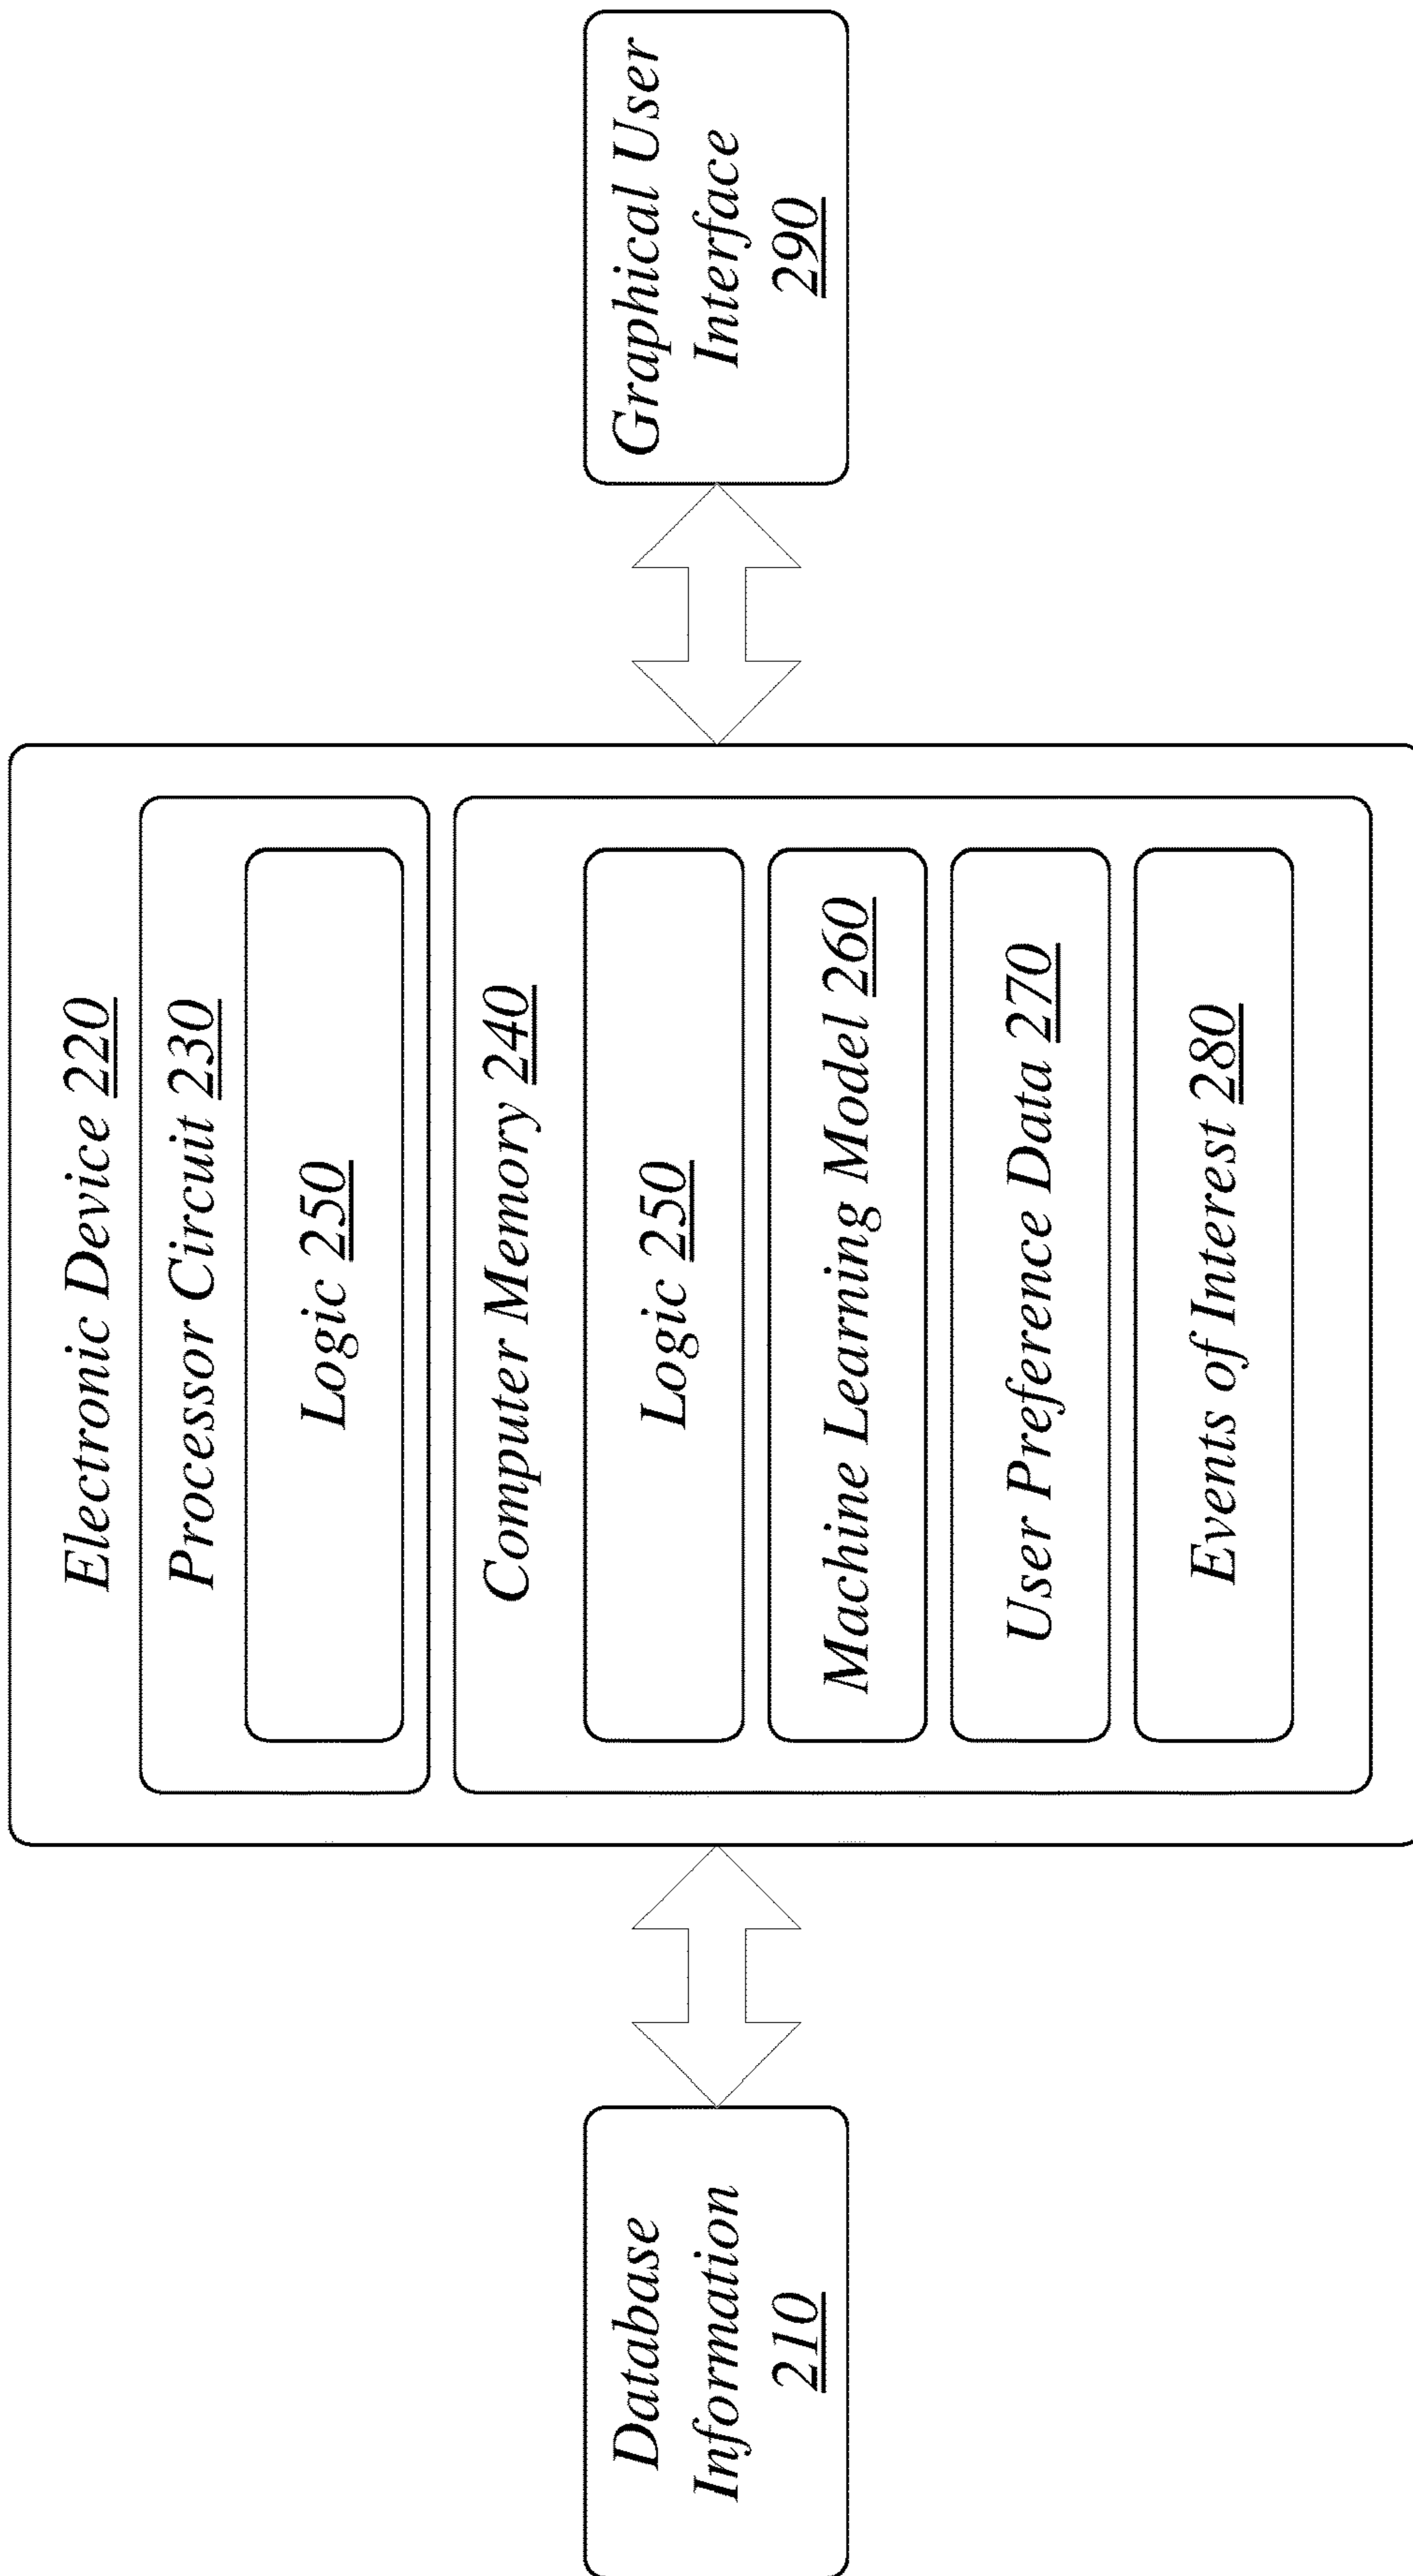 Database
Information
210
Electronic Device 220
Processor Circuit 230
Logic 250
Computer Memory 240
Logic 250
Machine Learning Model 260
User Preference Data 270
Events of Interest 280
Graphical User
Interface
290